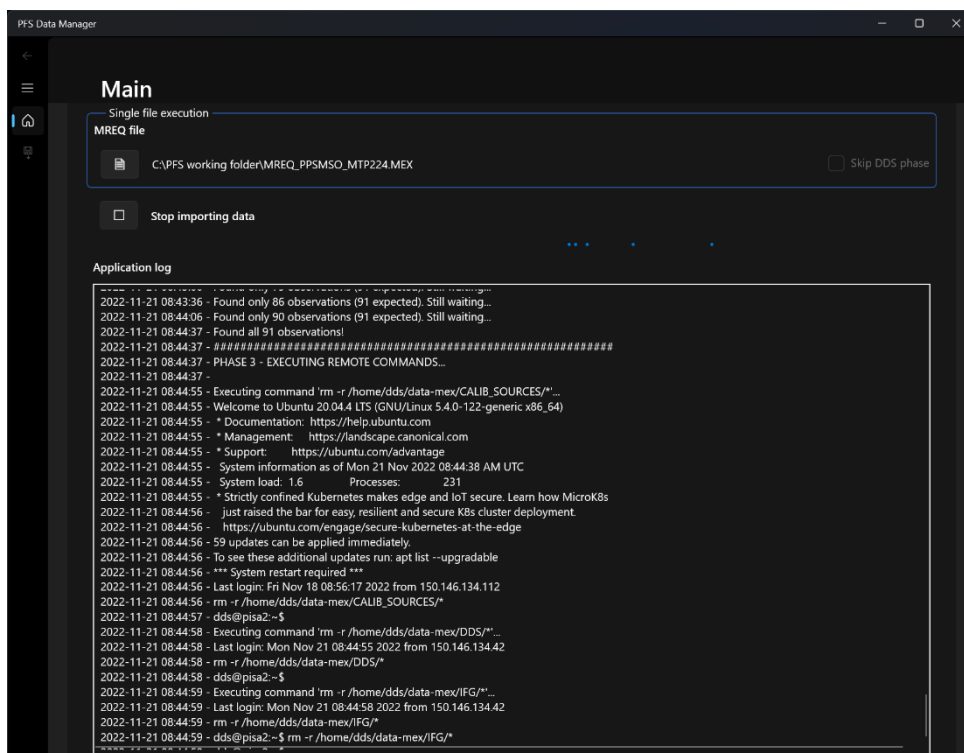 PFS Data Manager
Main
Single file execution
MREQ file
C:\PFS working folder\MREQ_PPSMSO_MTP224.MEX
Skip DDS phase
Stop importing data
Application log
2022-11-21 08:43:36 - Found only 86 observations (91 expected). Still waiting...
2022-11-21 08:44:06 - Found only 90 observations (91 expected). Still waiting...
2022-11-21 08:44:37 - Found all 91 observations!
2022-11-21 08:44:37 - ############################################################
2022-11-21 08:44:37 - PHASE 3 - EXECUTING REMOTE COMMANDS...
2022-11-21 08:44:37 -
2022-11-21 08:44:55 - Executing command 'rm -r /home/dds/data-mex/CALIB_SOURCES/*'...
2022-11-21 08:44:55 - Welcome to Ubuntu 20.04.4 LTS (GNU/Linux 5.4.0-122-generic x86_64)
2022-11-21 08:44:55 - * Documentation: https://help.ubuntu.com
2022-11-21 08:44:55 - * Management: https://landscape.canonical.com
2022-11-21 08:44:55 - * Support: https://ubuntu.com/advantage
2022-11-21 08:44:55 - System information as of Mon 21 Nov 2022 08:44:38 AM UTC
2022-11-21 08:44:55 - System load: 1.6 Processes: 231
2022-11-21 08:44:55 - * Strictly confined Kubernetes makes edge and IoT secure. Learn how MicroK8s
2022-11-21 08:44:56 - just raised the bar for easy, resilient and secure K8s cluster deployment.
2022-11-21 08:44:56 - https://ubuntu.com/engage/secure-kubernetes-at-the-edge
2022-11-21 08:44:56 - 59 updates can be applied immediately.
2022-11-21 08:44:56 - To see these additional updates run: apt list --upgradable
2022-11-21 08:44:56 - *** System restart required ***
2022-11-21 08:44:56 - Last login: Fri Nov 18 08:56:17 2022 from 150.146.134.112
2022-11-21 08:44:56 - rm -r /home/dds/data-mex/CALIB_SOURCES/*
2022-11-21 08:44:57 - dds@pisa2:~$
2022-11-21 08:44:58 - Executing command 'rm -r /home/dds/data-mex/DDS/*'...
2022-11-21 08:44:58 - Last login: Mon Nov 21 08:44:55 2022 from 150.146.134.42
2022-11-21 08:44:58 - rm -r /home/dds/data-mex/DDS/*
2022-11-21 08:44:58 - dds@pisa2:~$
2022-11-21 08:44:59 - Executing command 'rm -r /home/dds/data-mex/IFG/*'...
2022-11-21 08:44:59 - Last login: Mon Nov 21 08:44:58 2022 from 150.146.134.42
2022-11-21 08:44:59 - rm -r /home/dds/data-mex/IFG/*
2022-11-21 08:44:59 - dds@pisa2:~$ rm -r /home/dds/data-mex/IFG/*